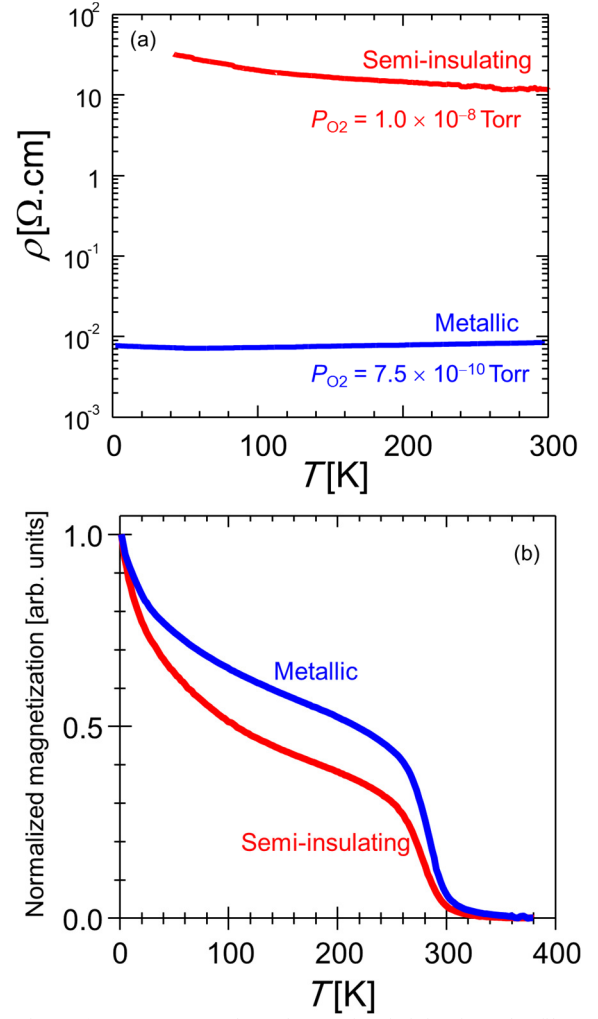 (a)
10²
10
1
10⁻¹
10⁻²
10⁻³
ρ[Ω.cm]
Semi-insulating
P_O2 = 1.0 × 10⁻⁸ Torr
Metallic
P_O2 = 7.5 × 10⁻¹⁰ Torr
0 100 200 300
T[K]
(b)
1.0
0.5
0.0
Normalized magnetization [arb. units]
Metallic
Semi-insulating
0 100 200 300 400
T[K]